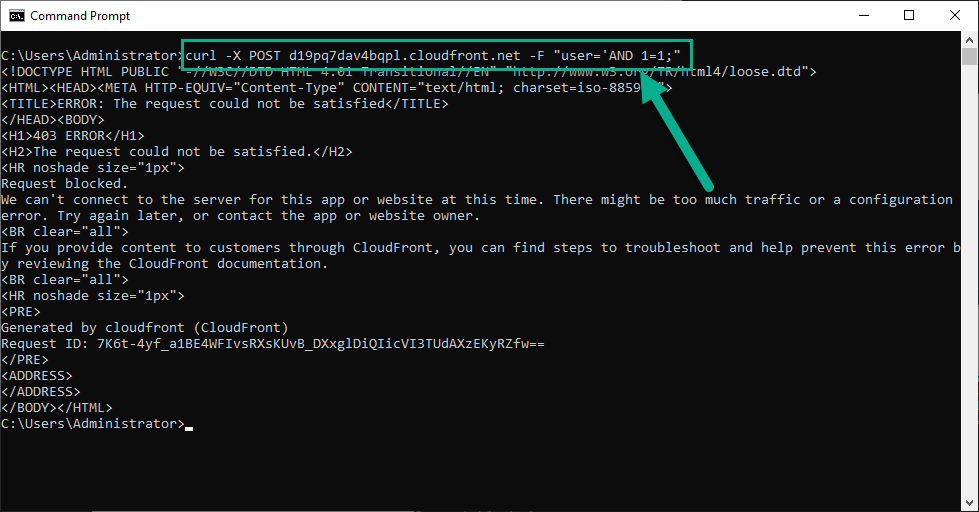 Command Prompt
C:\Users\Administrator>curl -X POST d19pq7dav4bqpl.cloudfront.net -F "user='AND 1=1;"
<!DOCTYPE HTML PUBLIC "-//W3C//DTD HTML 4.01 Transitional//EN" "http://www.w3.org/TR/html4/loose.dtd">
<HTML><HEAD><META HTTP-EQUIV="Content-Type" CONTENT="text/html; charset=iso-8859
<TITLE>ERROR: The request could not be satisfied</TITLE>
</HEAD><BODY>
<H1>403 ERROR</H1>
<H2>The request could not be satisfied.</H2>
<HR noshade size="1px">
Request blocked.
We can't connect to the server for this app or website at this time. There might be too much traffic or a configuration
error. Try again later, or contact the app or website owner.
<BR clear="all">
If you provide content to customers through CloudFront, you can find steps to troubleshoot and help prevent this error b
y reviewing the CloudFront documentation.
<BR clear="all">
<HR noshade size="1px">
<PRE>
Generated by cloudfront (CloudFront)
Request ID: 7K6t-4yf_a1BE4WFIvsRXsKUvB_DXxglDiQIicVI3TUdAXzEKyRZfw==
</PRE>
<ADDRESS>
</ADDRESS>
</BODY></HTML>
C:\Users\Administrator>